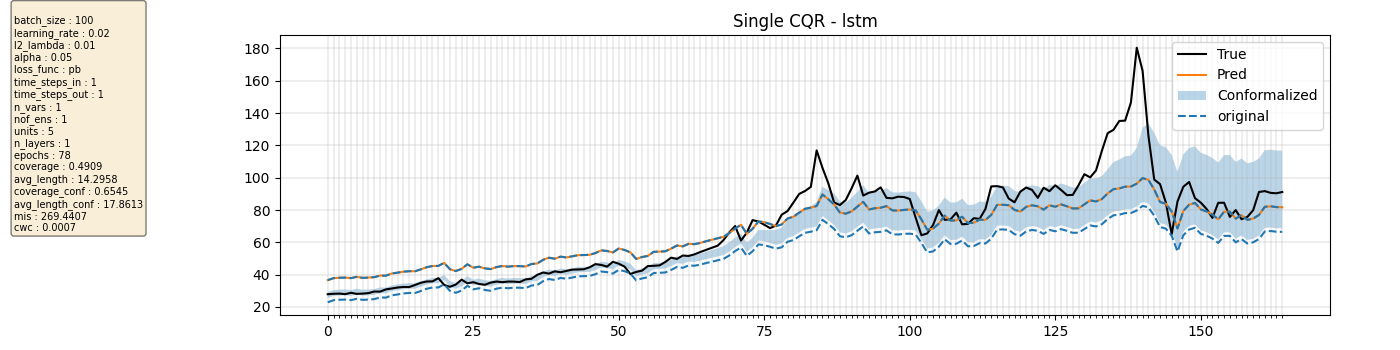 batch_size : 100
learning_rate : 0.02
l2_lambda : 0.01
alpha : 0.05
loss_func : pb
time_steps_in : 1
time_steps_out : 1
n_vars : 1
nof_ens : 1
units : 5
n_layers : 1
epochs : 78
coverage : 0.4909
avg_length : 14.2958
coverage_conf : 0.6545
avg_length_conf : 17.8613
mis : 269.4407
cwc : 0.0007
Single CQR - lstm
180
160
140
120
100
80
60
40
20
True
Pred
Conformalized
original
0 25 50 75 100 125 150